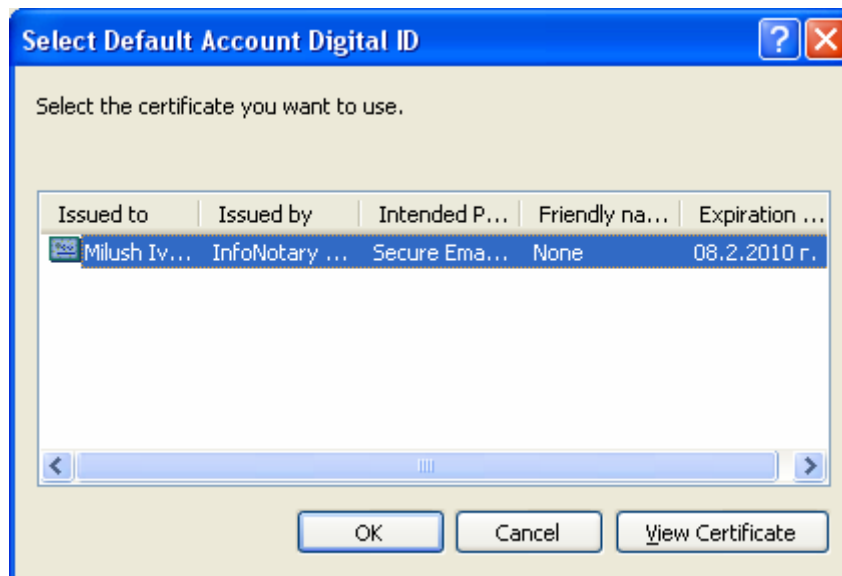 Select Default Account Digital ID
Select the certificate you want to use.
Issued to Issued by Intended P... Friendly na... Expiration ...
Milush Iv... InfoNotary ... Secure Ema... None 08.2.2010 г.
OK Cancel View Certificate